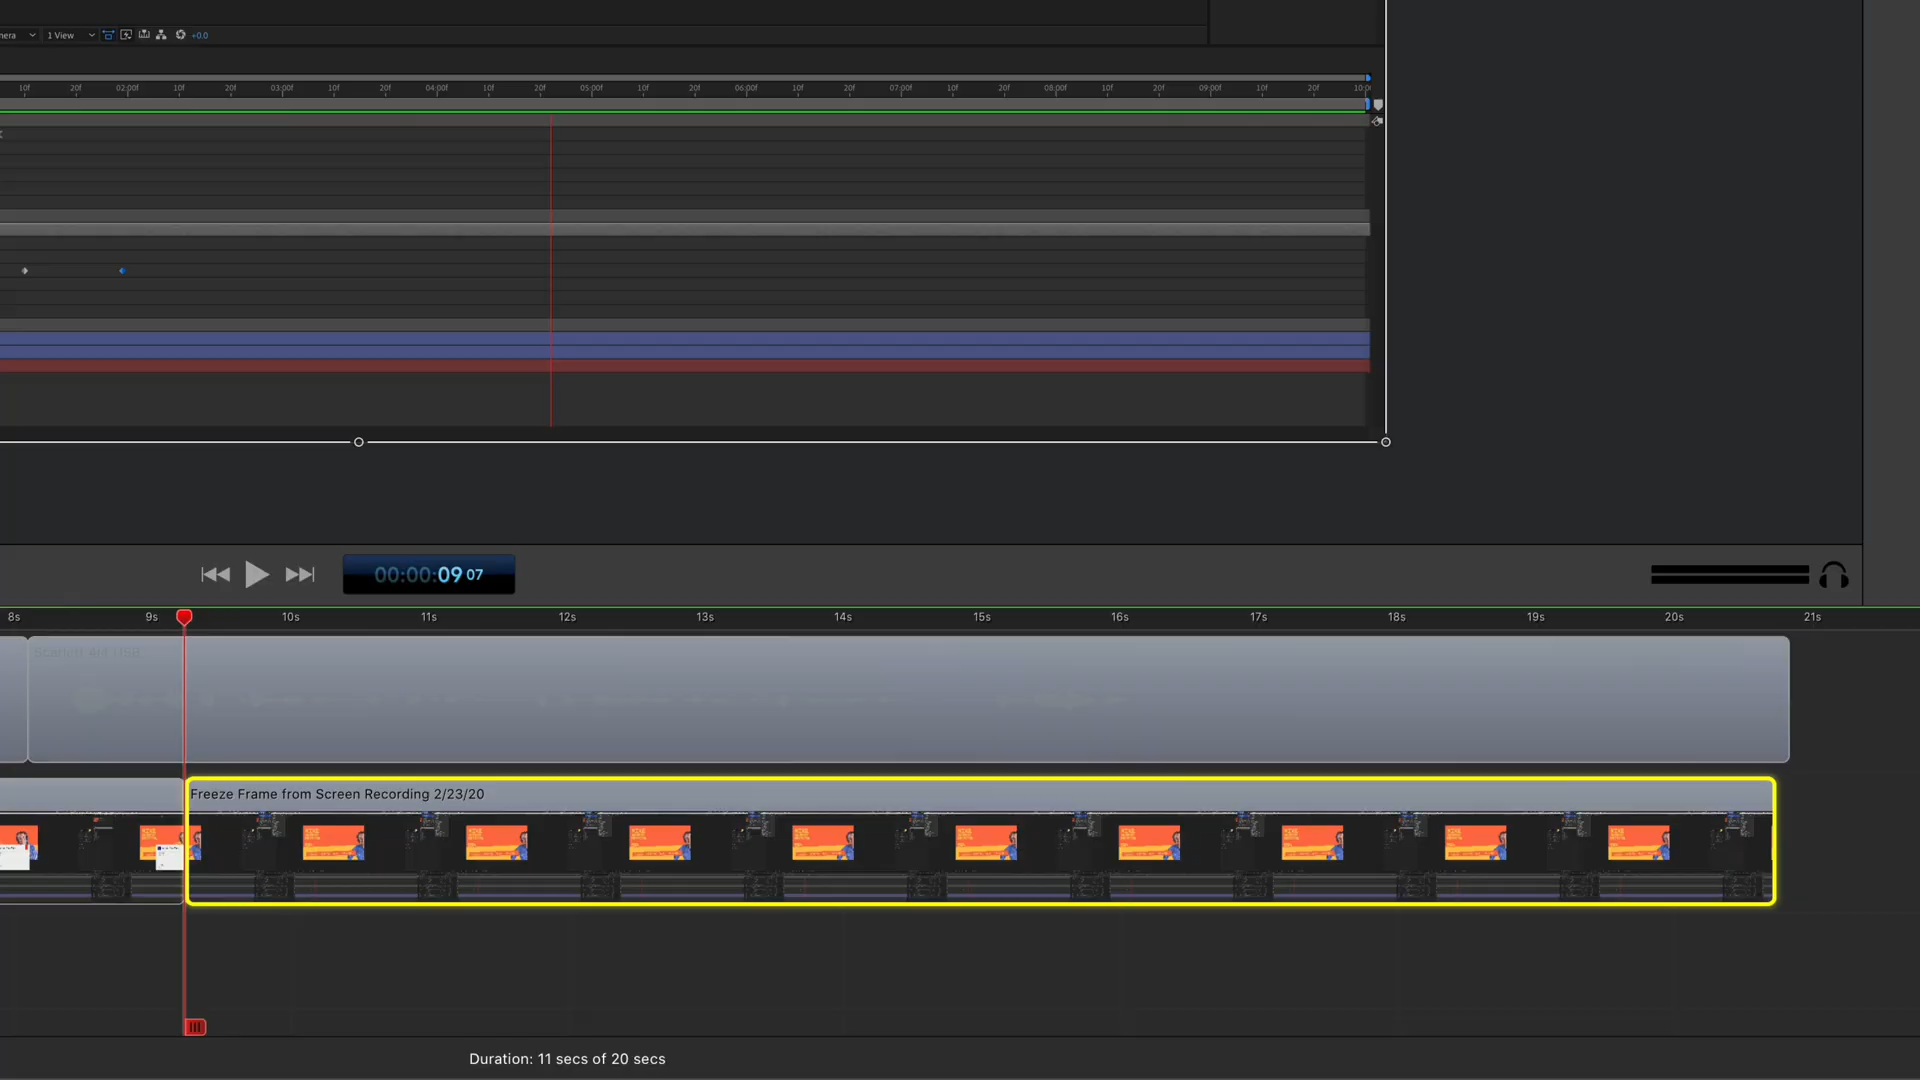 nera 1 View +0.0
10f 20f 02:00f 10f 20f 03:00f 10f 20f 04:00f 10f 20f 05:00f 10f 20f 06:00f 10f 20f 07:00f 10f 20f 08:00f 10f 20f 09:00f 10f 20f 10:0
00:00:09 07
8s 9s 10s 11s 12s 13s 14s 15s 16s 17s 18s 19s 20s 21s
Scarlett 4i4 USB
Freeze Frame from Screen Recording 2/23/20
Duration: 11 secs of 20 secs